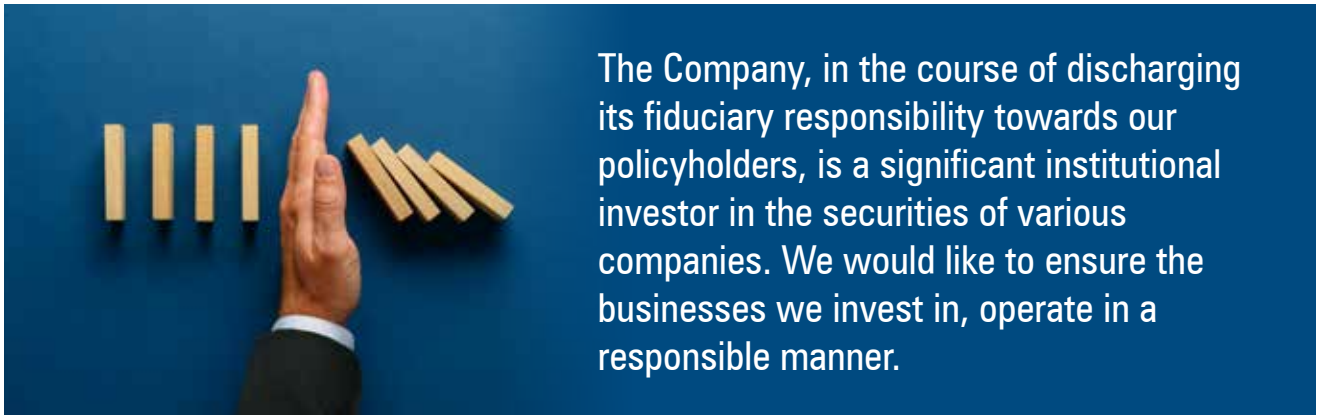 The Company, in the course of discharging
its fiduciary responsibility towards our
policyholders, is a significant institutional
investor in the securities of various
companies. We would like to ensure the
businesses we invest in, operate in a
responsible manner.